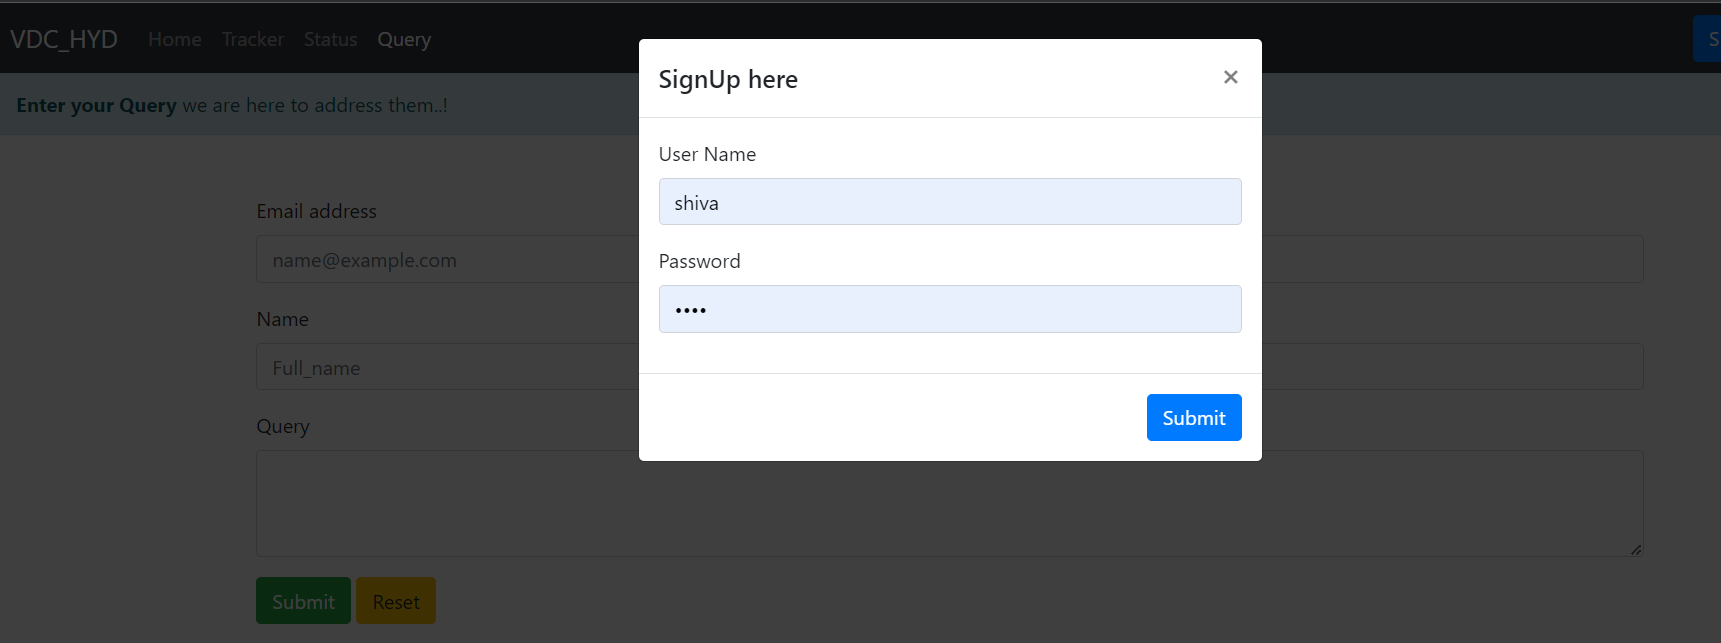 VDC_HYD Home Tracker Status Query S
Enter your Query we are here to address them..!
SignUp here ×
User Name
shiva
Password
••••
Submit
Email address
name@example.com
Name
Full_name
Query
Submit Reset